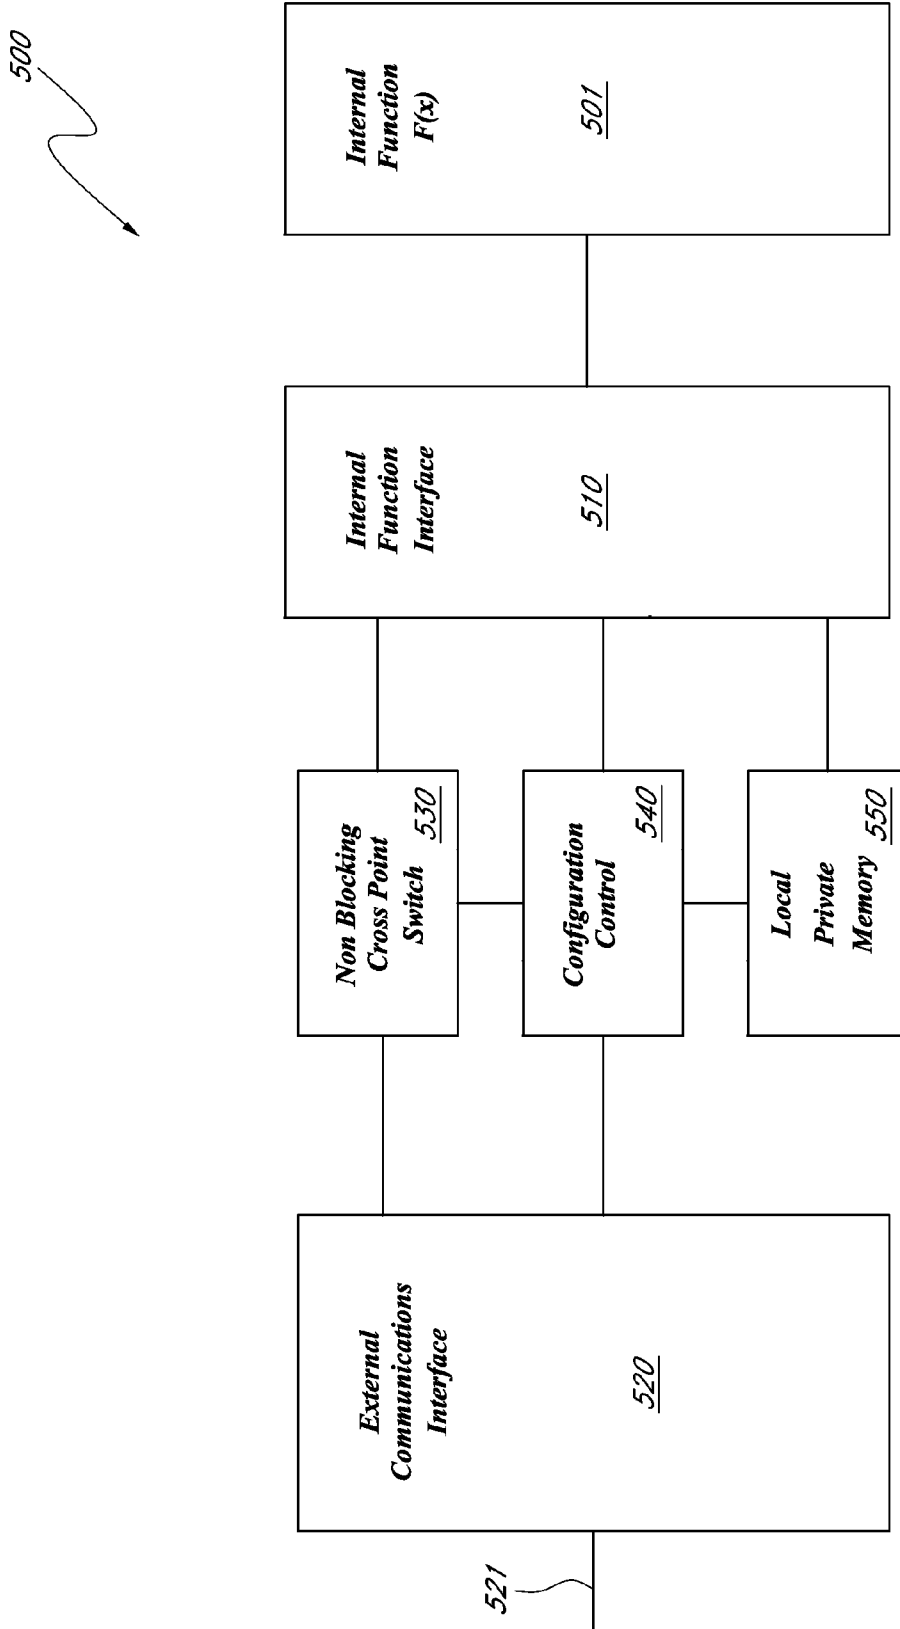 500
Internal
Function
F(x)
501
Internal
Function
Interface
510
Non Blocking
Cross Point
Switch
530
Configuration
Control
540
Local
Private
Memory
550
External
Communications
Interface
520
521